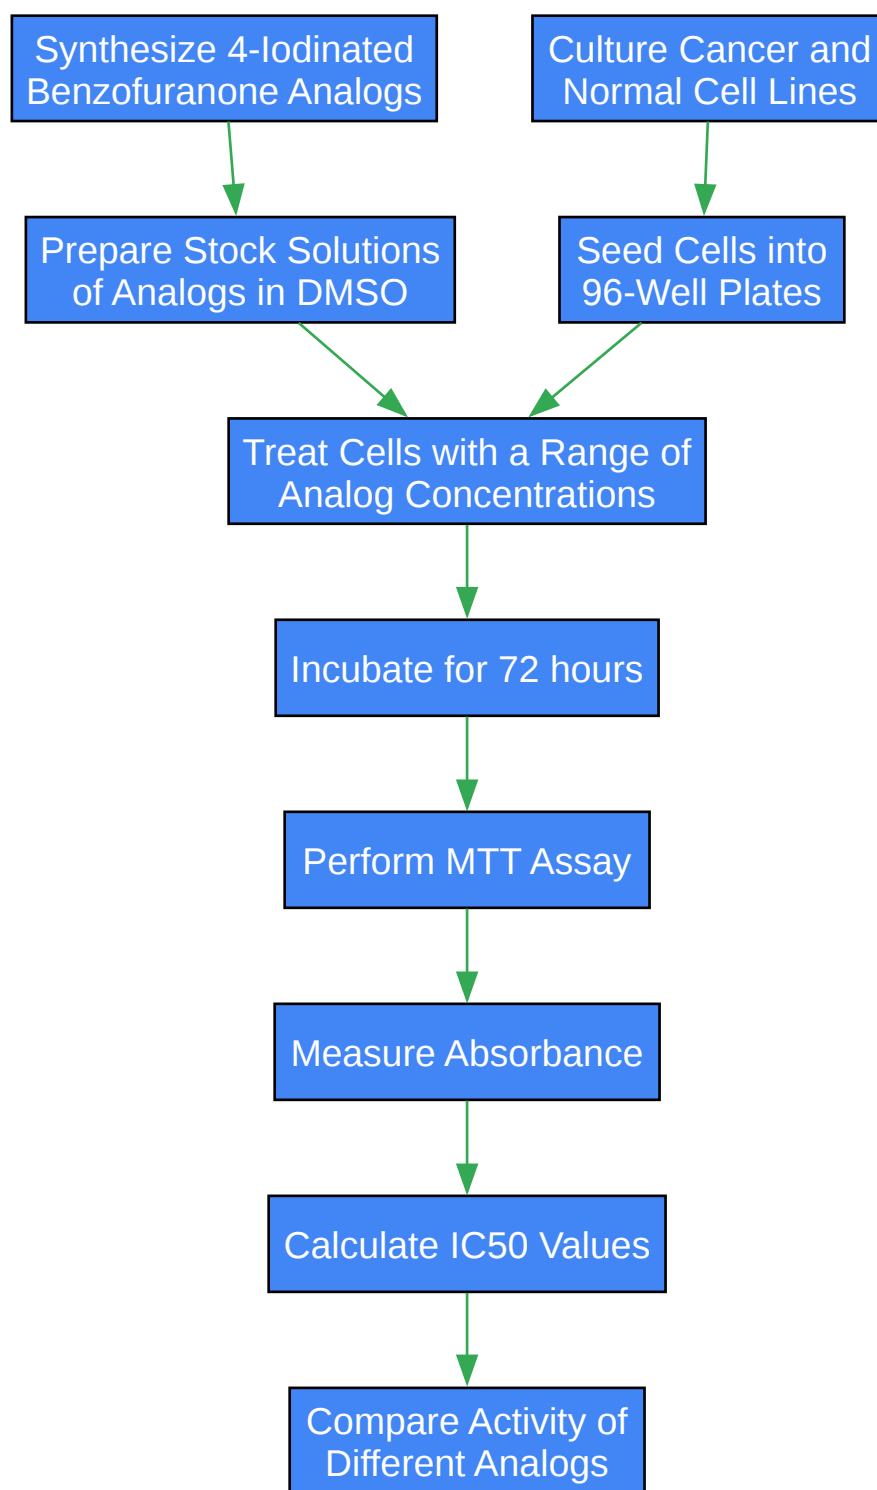 Synthesize 4-Iodinated
Benzofuranone Analogs
Culture Cancer and
Normal Cell Lines
Prepare Stock Solutions
of Analogs in DMSO
Seed Cells into
96-Well Plates
Treat Cells with a Range of
Analog Concentrations
Incubate for 72 hours
Perform MTT Assay
Measure Absorbance
Calculate IC50 Values
Compare Activity of
Different Analogs